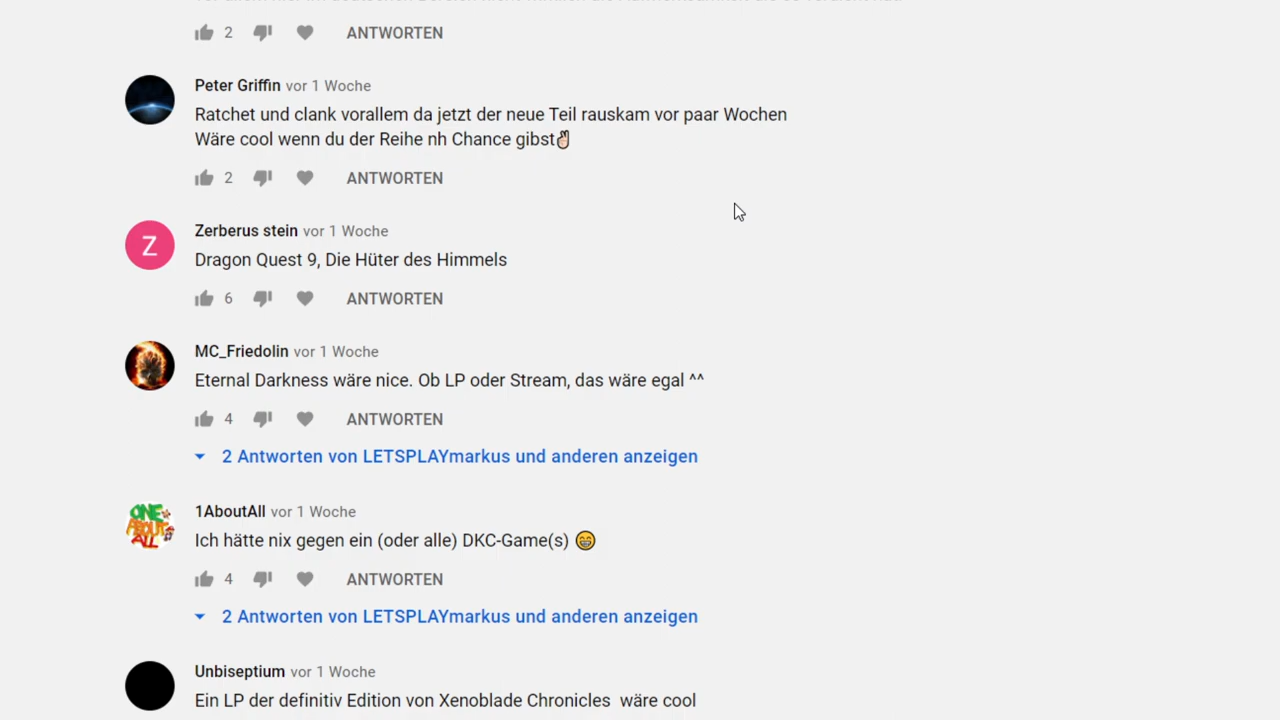 2 ANTWORTEN
Peter Griffin vor 1 Woche
Ratchet und clank vorallem da jetzt der neue Teil rauskam vor paar Wochen
Wäre cool wenn du der Reihe nh Chance gibst✌🏻
2 ANTWORTEN
Z
Zerberus stein vor 1 Woche
Dragon Quest 9, Die Hüter des Himmels
6 ANTWORTEN
MC_Friedolin vor 1 Woche
Eternal Darkness wäre nice. Ob LP oder Stream, das wäre egal ^^
4 ANTWORTEN
2 Antworten von LETSPLAYmarkus und anderen anzeigen
ONE
ABOUT
ALL
1AboutAll vor 1 Woche
Ich hätte nix gegen ein (oder alle) DKC-Game(s) 😁
4 ANTWORTEN
2 Antworten von LETSPLAYmarkus und anderen anzeigen
Unbiseptium vor 1 Woche
Ein LP der definitiv Edition von Xenoblade Chronicles  wäre cool